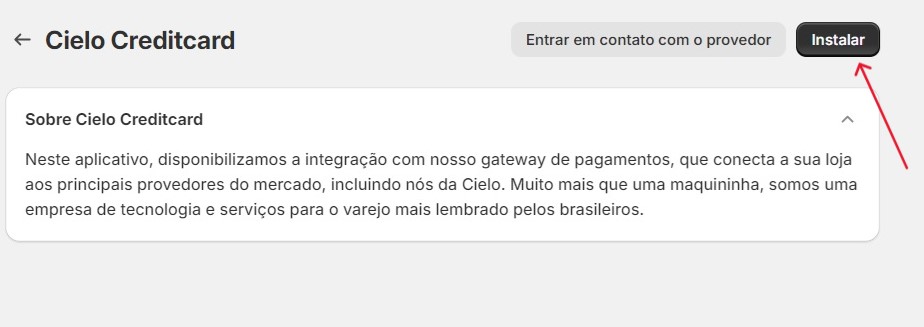 Cielo Creditcard
Entrar em contato com o provedor
Instalar
Sobre Cielo Creditcard
Neste aplicativo, disponibilizamos a integração com nosso gateway de pagamentos, que conecta a sua loja
aos principais provedores do mercado, incluindo nós da Cielo. Muito mais que uma maquininha, somos uma
empresa de tecnologia e serviços para o varejo mais lembrado pelos brasileiros.